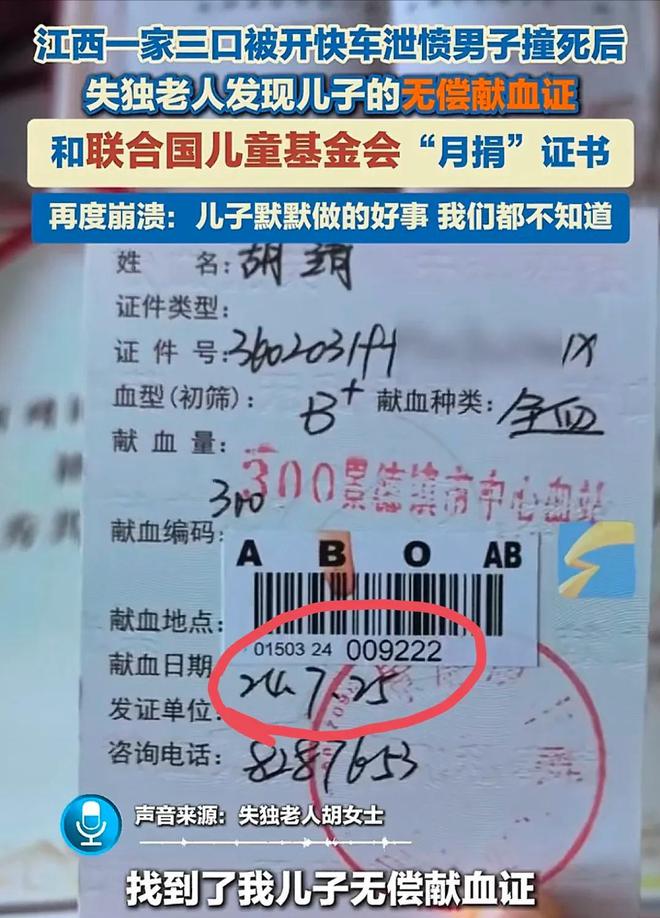 江西一家三口被开快车泄愤男子撞死后
失独老人发现儿子的无偿献血证
和联合国儿童基金会“月捐”证书
再度崩溃：儿子默默做的好事 我们都不知道
姓 名：胡
证件类型：
证 件 号：36020319 1X
血型(初筛)： B+ 献血种类：全血
献 血 量：
300 300景德镇市中心血站
献血编码：
A B O AB
献血地点：
01503 24 009222
献血日期 24.7.25
发证单位：
咨询电话：8287653
声音来源：失独老人胡女士
找到了我儿子无偿献血证